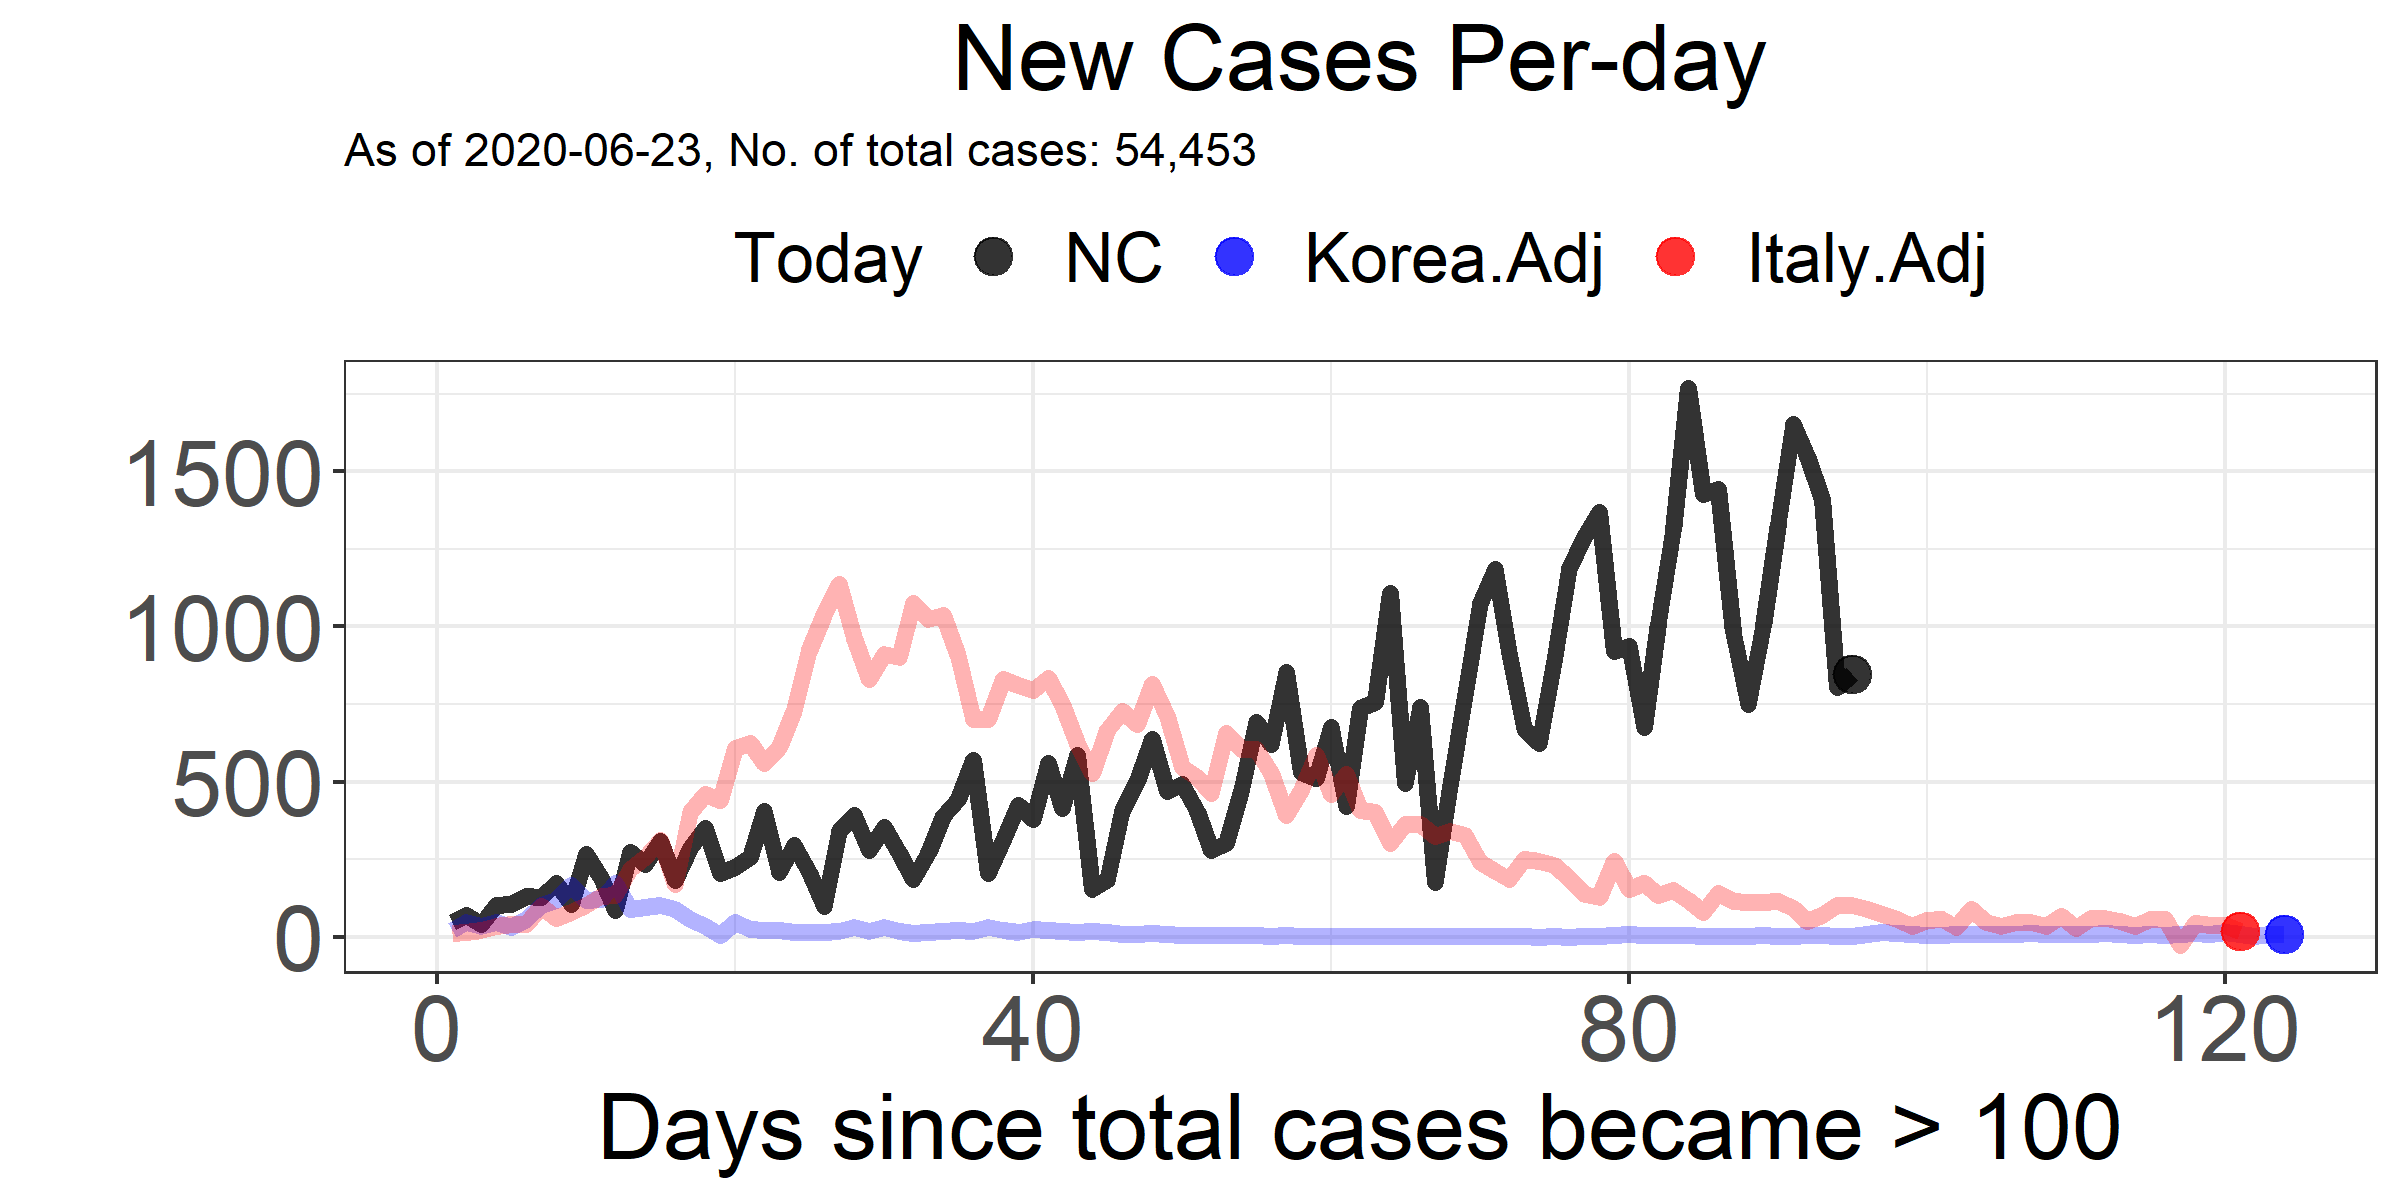 New Cases Per-day
As of 2020-06-23, No. of total cases: 54,453
Today NC Korea.Adj Italy.Adj
1500
1000
500
0
0 40 80 120
Days since total cases became > 100